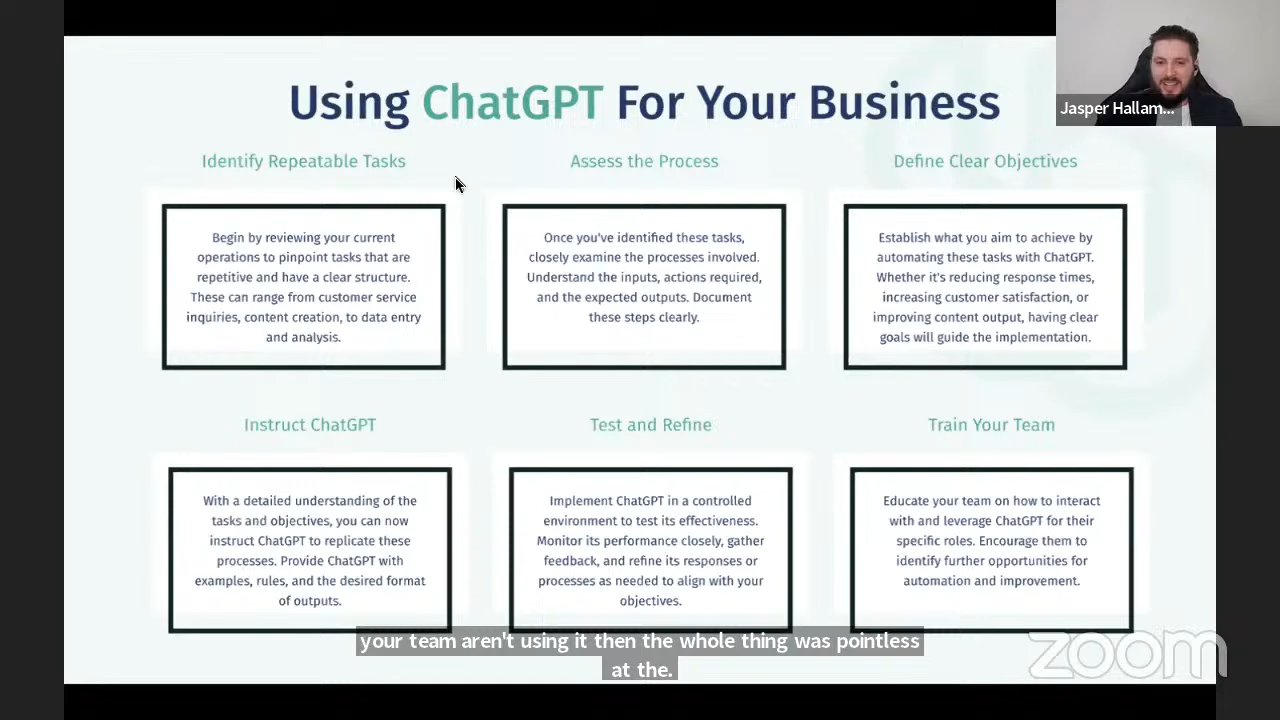 Using ChatGPT For Your Business
Jasper Hallam...
Identify Repeatable Tasks
Begin by reviewing your current
operations to pinpoint tasks that are
repetitive and have a clear structure.
These can range from customer service
inquiries, content creation, to data entry
and analysis.
Assess the Process
Once you've identified these tasks,
closely examine the processes involved.
Understand the inputs, actions required,
and the expected outputs. Document
these steps clearly.
Define Clear Objectives
Establish what you aim to achieve by
automating these tasks with ChatGPT.
Whether it's reducing response times,
increasing customer satisfaction, or
improving content output, having clear
goals will guide the implementation.
Instruct ChatGPT
With a detailed understanding of the
tasks and objectives, you can now
instruct ChatGPT to replicate these
processes. Provide ChatGPT with
examples, rules, and the desired format
of outputs.
Test and Refine
Implement ChatGPT in a controlled
environment to test its effectiveness.
Monitor its performance closely, gather
feedback, and refine its responses or
processes as needed to align with your
objectives.
Train Your Team
Educate your team on how to interact
with and leverage ChatGPT for their
specific roles. Encourage them to
identify further opportunities for
automation and improvement.
your team aren't using it then the whole thing was pointless
at the.
zoom